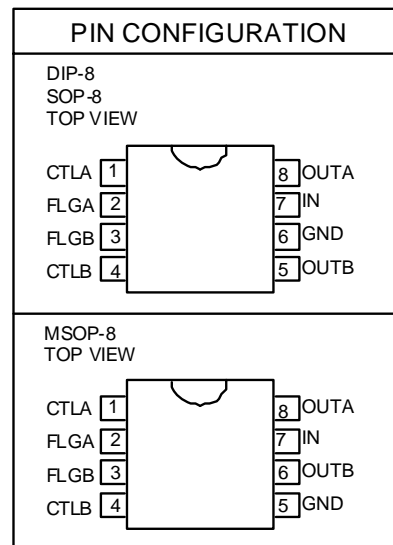 PIN CONFIGURATION
DIP-8
SOP-8
TOP VIEW
CTLA 1 8 OUTA
FLGA 2 7 IN
FLGB 3 6 GND
CTLB 4 5 OUTB
MSOP-8
TOP VIEW
CTLA 1 8 OUTA
FLGA 2 7 IN
FLGB 3 6 OUTB
CTLB 4 5 GND